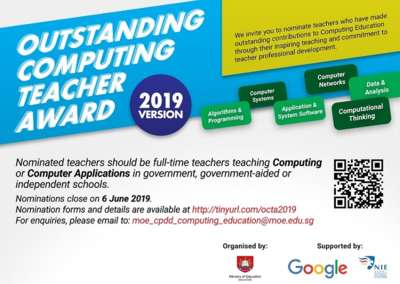 OUTSTANDING
COMPUTING
TEACHER
AWARD
2019
VERSION
We invite you to nominate teachers who have made
outstanding contributions to Computing Education
through their inspiring teaching and commitment to
teacher professional development.
Computer
Networks
Data &
Analysis
Computer
Systems
Algorithms &
Programming
Application &
System Software
Computational
Thinking
Nominated teachers should be full-time teachers teaching Computing
or Computer Applications in government, government-aided or
independent schools.
Nominations close on 6 June 2019.
Nomination forms and details are available at http://tinyurl.com/octa2019
For enquiries, please email to: moe_cpdd_computing_education@moe.edu.sg
Organised by:
Supported by:
Ministry of Education
Google
NIE